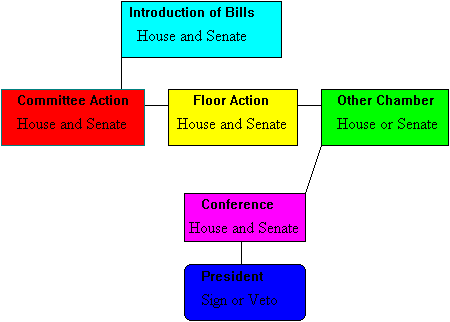 Introduction of Bills
House and Senate
Committee Action
House and Senate
Floor Action
House and Senate
Other Chamber
House or Senate
Conference
House and Senate
President
Sign or Veto